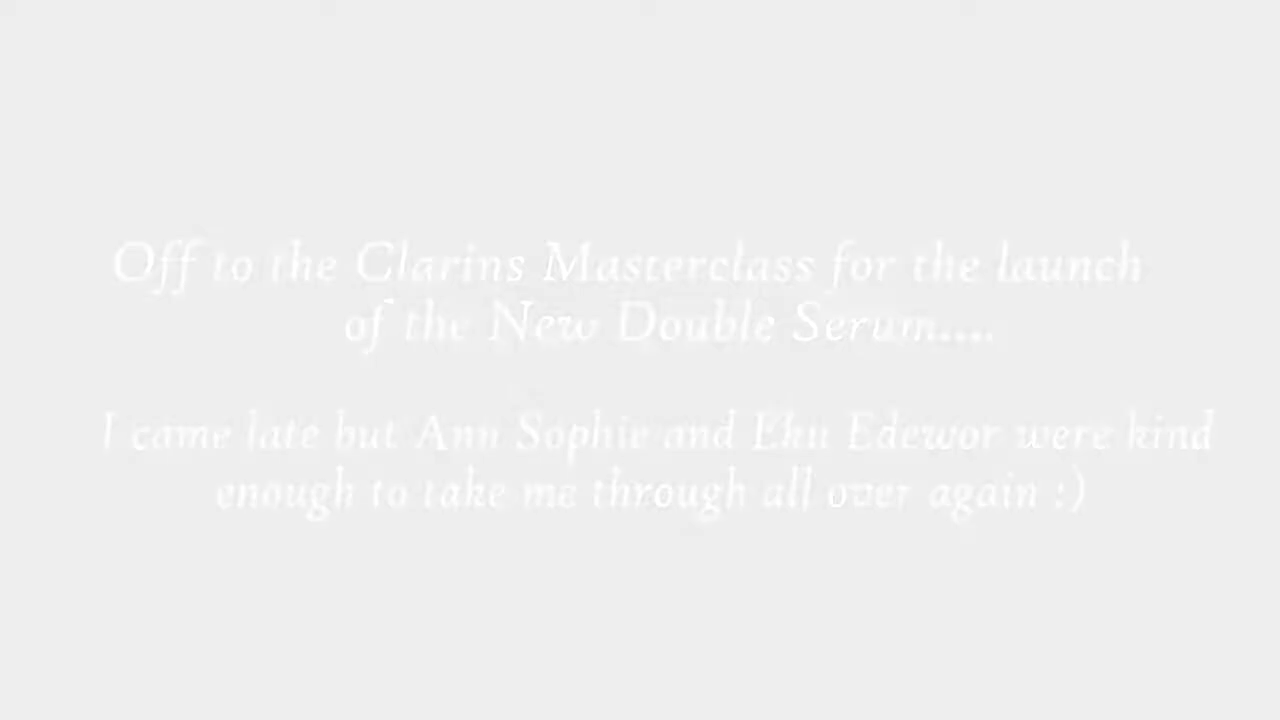 Off to the Clarins Masterclass for the launch
of the New Double Serum....
I came late but Ann Sophie and Eku Edewor were kind
enough to take me through all over again :)